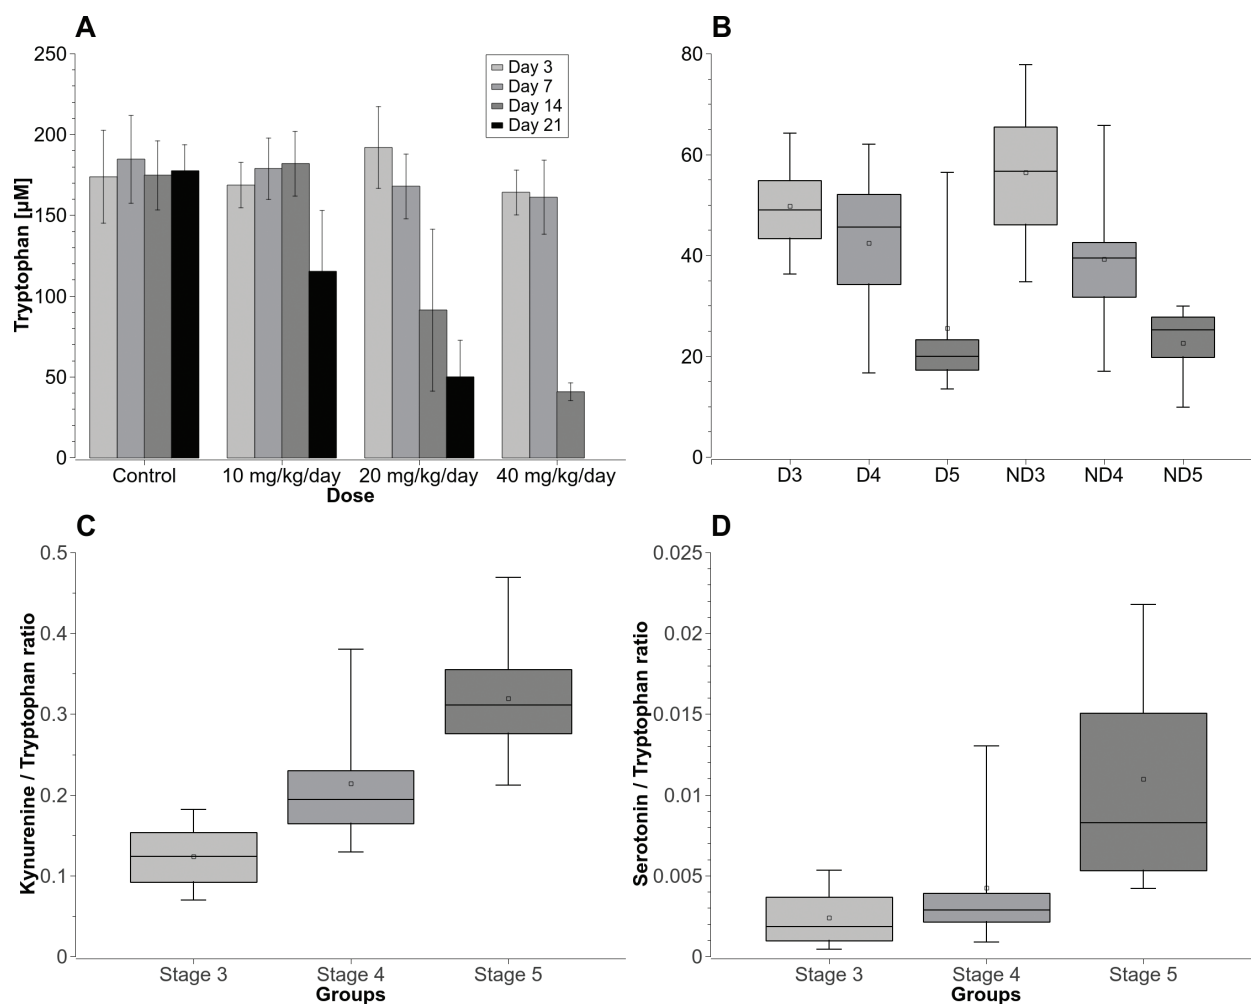 A
Tryptophan [µM]
250
200
150
100
50
0
Day 3
Day 7
Day 14
Day 21
Control
10 mg/kg/day
20 mg/kg/day
40 mg/kg/day
Dose
B
80
60
40
20
0
D3
D4
D5
ND3
ND4
ND5
C
Kynurenine / Tryptophan ratio
0.5
0.4
0.3
0.2
0.1
0
Stage 3
Stage 4
Stage 5
Groups
D
Serotonin / Tryptophan ratio
0.025
0.02
0.015
0.01
0.005
0
Stage 3
Stage 4
Stage 5
Groups